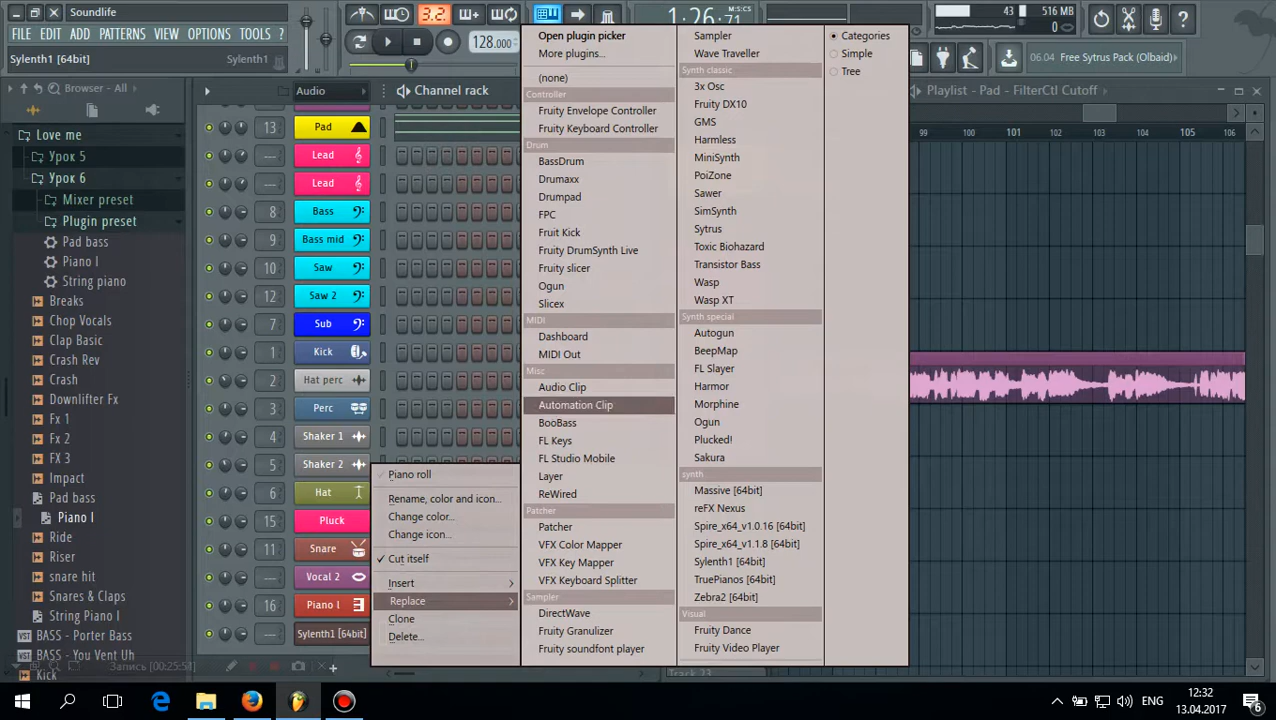 Soundlife
FILE EDIT ADD PATTERNS VIEW OPTIONS TOOLS ?
Sylenth1 [64bit] Sylenth1
3.2
128.000
1:26:71
M:S:CS
43
516 MB
0
06.04 Free Sytrus Pack (Olbaid)
Browser - All
Love me
Урок 5
Урок 6
Mixer preset
Plugin preset
Pad bass
Piano I
String piano
Breaks
Chop Vocals
Clap Basic
Crash Rev
Crash
Downlifter Fx
Fx 1
Fx 2
FX 3
Impact
Pad bass
Piano I
Ride
Riser
snare hit
Snares & Claps
String Piano I
BASS - Porter Bass
BASS - You Vent Uh
Запись [00:25:51]
Kick
Audio
Channel rack
13 Pad
--- Lead
--- Lead
8 Bass
9 Bass mid
10 Saw
12 Saw 2
7 Sub
1 Kick
2 Hat perc
3 Perc
4 Shaker 1
5 Shaker 2
6 Hat
15 Pluck
11 Snare
--- Vocal 2
16 Piano I
--- Sylenth1 [64bit]
Piano roll
Rename, color and icon...
Change color...
Change icon...
Cut itself
Insert
Replace
Clone
Delete...
Open plugin picker
More plugins...
(none)
Controller
Fruity Envelope Controller
Fruity Keyboard Controller
Drum
BassDrum
Drumaxx
Drumpad
FPC
Fruit Kick
Fruity DrumSynth Live
Fruity slicer
Ogun
Slicex
MIDI
Dashboard
MIDI Out
Misc
Audio Clip
Automation Clip
BooBass
FL Keys
FL Studio Mobile
Layer
ReWired
Patcher
Patcher
VFX Color Mapper
VFX Key Mapper
VFX Keyboard Splitter
Sampler
DirectWave
Fruity Granulizer
Fruity soundfont player
Sampler
Wave Traveller
Synth classic
3x Osc
Fruity DX10
GMS
Harmless
MiniSynth
PoiZone
Sawer
SimSynth
Sytrus
Toxic Biohazard
Transistor Bass
Wasp
Wasp XT
Synth special
Autogun
BeepMap
FL Slayer
Harmor
Morphine
Ogun
Plucked!
Sakura
synth
Massive [64bit]
reFX Nexus
Spire_x64_v1.0.16 [64bit]
Spire_x64_v1.1.8 [64bit]
Sylenth1 [64bit]
TruePianos [64bit]
Zebra2 [64bit]
Visual
Fruity Dance
Fruity Video Player
Categories
Simple
Tree
Playlist - Pad - FilterCtl Cutoff
99 100 101 102 103 104 105 106
Track 23
ENG
12:32
13.04.2017
6